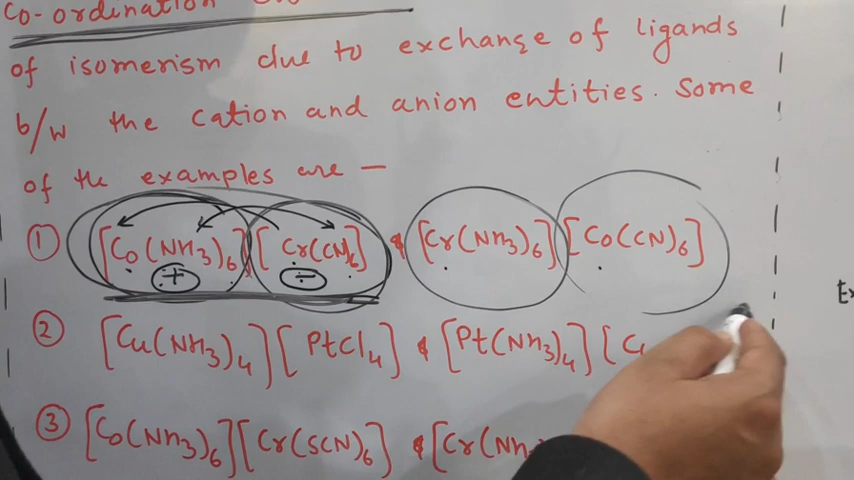 Co-ordination
of isomerism due to exchange of ligands
b/w the cation and anion entities. Some
of the examples are —
① [Co(NH3)6][Cr(CN)6] & [Cr(NH3)6][Co(CN)6]
+ −
② [Cu(NH3)4][PtCl4] & [Pt(NH3)4][C
③ [Co(NH3)6][Cr(SCN)6] & [Cr(NH